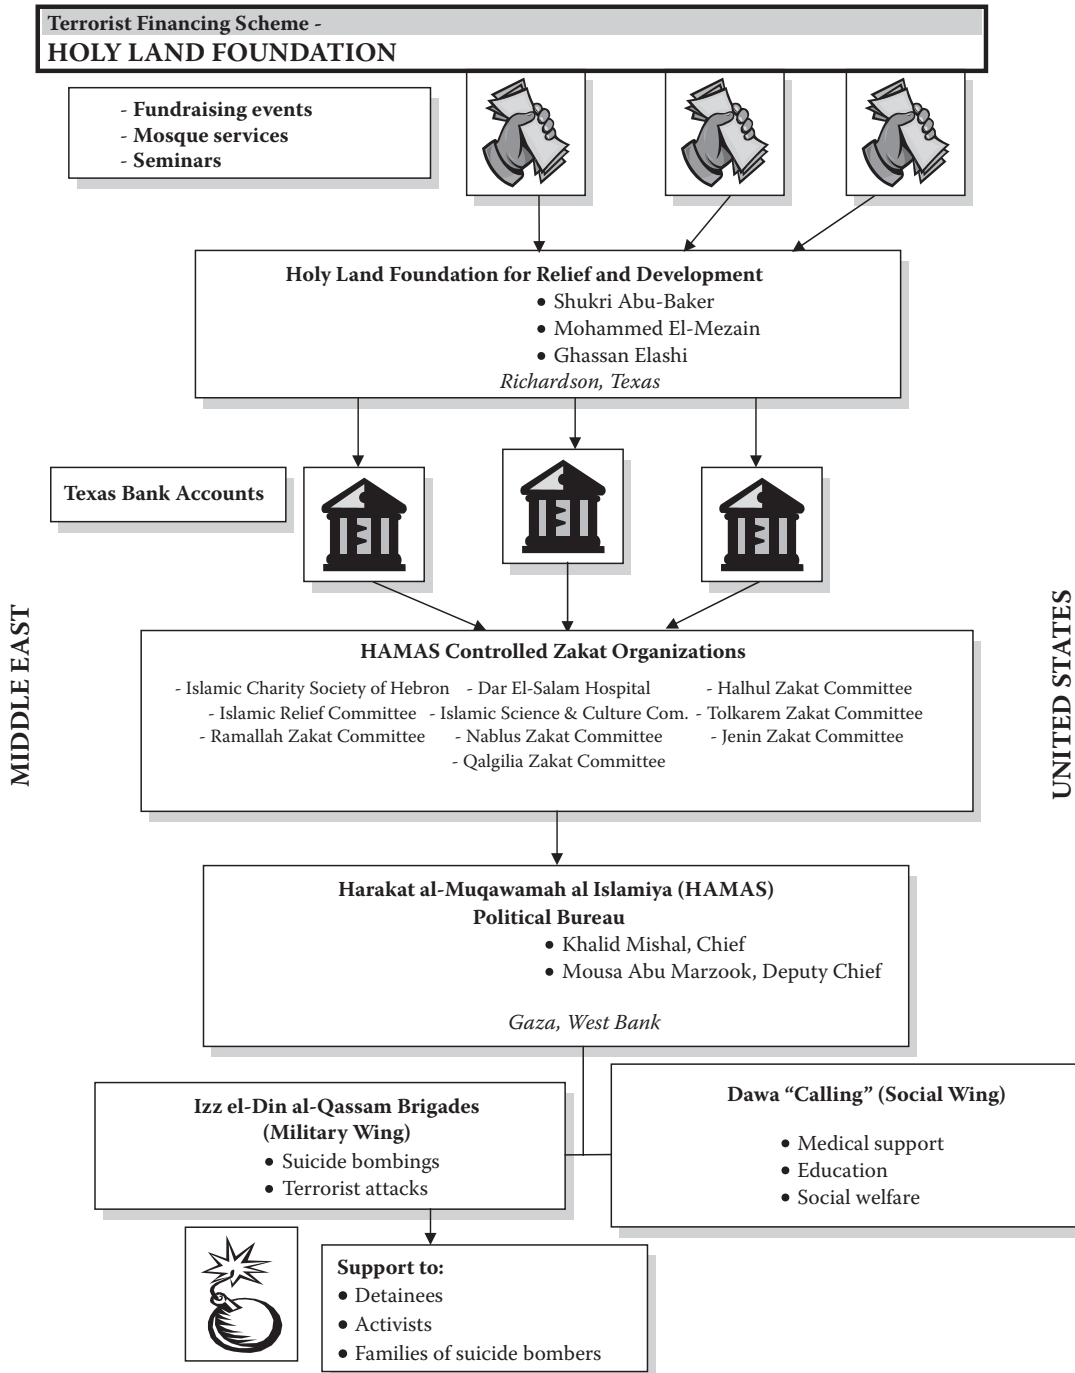 Terrorist Financing Scheme -
HOLY LAND FOUNDATION
- Fundraising events
- Mosque services
- Seminars
Holy Land Foundation for Relief and Development
• Shukri Abu-Baker
• Mohammed El-Mezain
• Ghassan Elashi
Richardson, Texas
Texas Bank Accounts
MIDDLE EAST
UNITED STATES
HAMAS Controlled Zakat Organizations
- Islamic Charity Society of Hebron - Dar El-Salam Hospital - Halhul Zakat Committee
- Islamic Relief Committee - Islamic Science & Culture Com. - Tolkarem Zakat Committee
- Ramallah Zakat Committee - Nablus Zakat Committee - Jenin Zakat Committee
- Qalgilia Zakat Committee
Harakat al-Muqawamah al Islamiya (HAMAS)
Political Bureau
• Khalid Mishal, Chief
• Mousa Abu Marzook, Deputy Chief
Gaza, West Bank
Izz el-Din al-Qassam Brigades
(Military Wing)
• Suicide bombings
• Terrorist attacks
Dawa “Calling” (Social Wing)
• Medical support
• Education
• Social welfare
Support to:
• Detainees
• Activists
• Families of suicide bombers